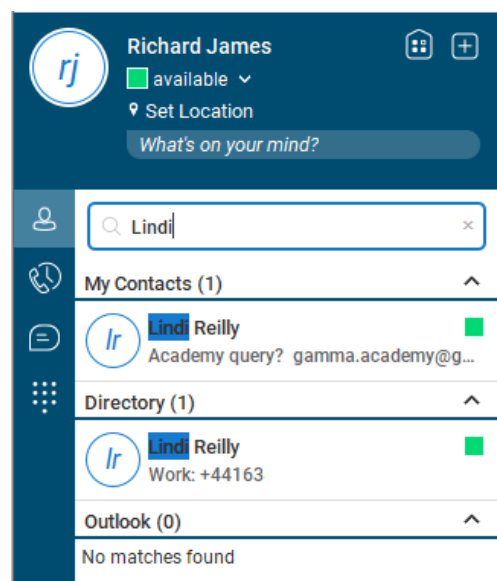 rj
Richard James
available
Set Location
What's on your mind?
Lindi
My Contacts (1)
lr
Lindi Reilly
Academy query?  gamma.academy@g...
Directory (1)
lr
Lindi Reilly
Work: +44163
Outlook (0)
No matches found